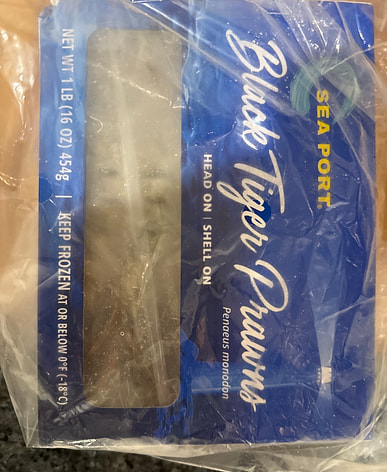 SEA PORT
Black Tiger Prawns
Penaeus monodon
HEAD ON | SHELL ON
NET WT 1 LB (16 OZ) 454g | KEEP FROZEN AT OR BELOW 0°F (-18°C)